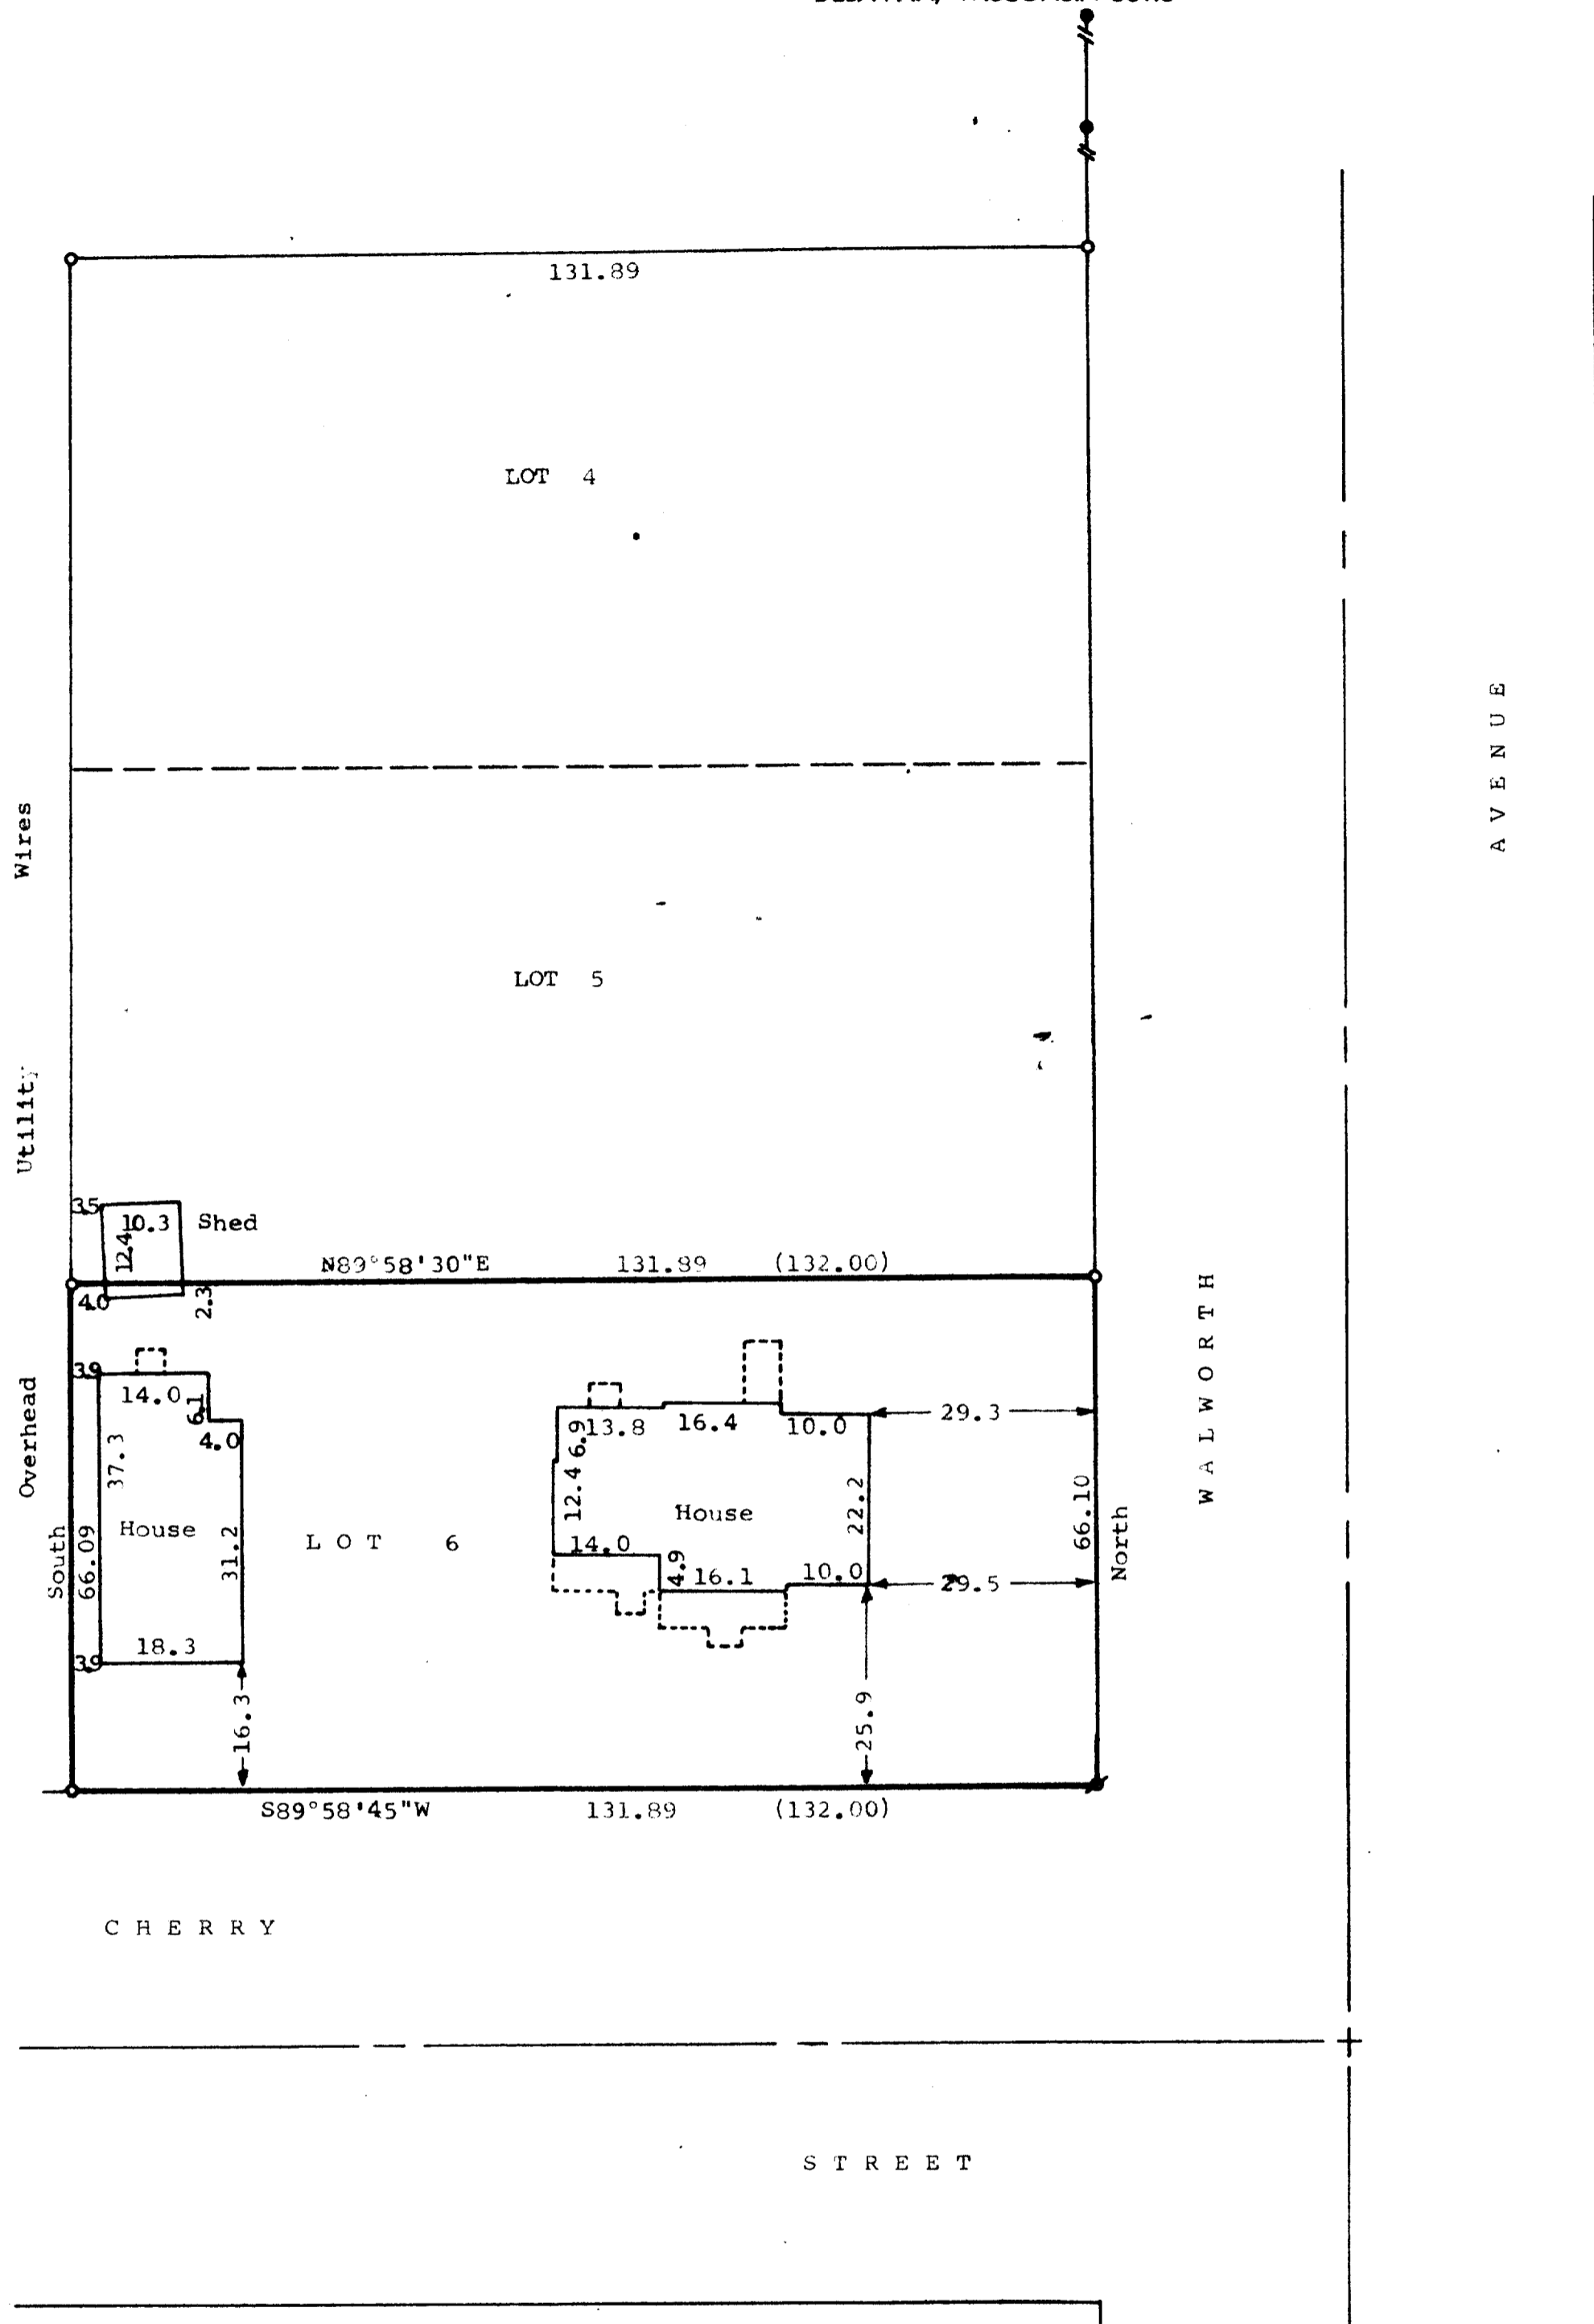 131.89
LOT 4
AVENUE
Wires
LOT 5
Utility
3.5
10.3
Shed
12.4
N89°58'30"E 131.89 (132.00)
4.0
2.3
WALWORTH
Overhead
3.9
14.0
6.1
4.0
37.3
13.8
16.4
10.0
29.3
6.9
12.4
House
22.2
66.10
North
South
66.09
House
31.2
LOT 6
14.0
4.9
16.1
10.0
29.5
3.9
18.3
16.3
25.9
S89°58'45"W 131.89 (132.00)
CHERRY
STREET